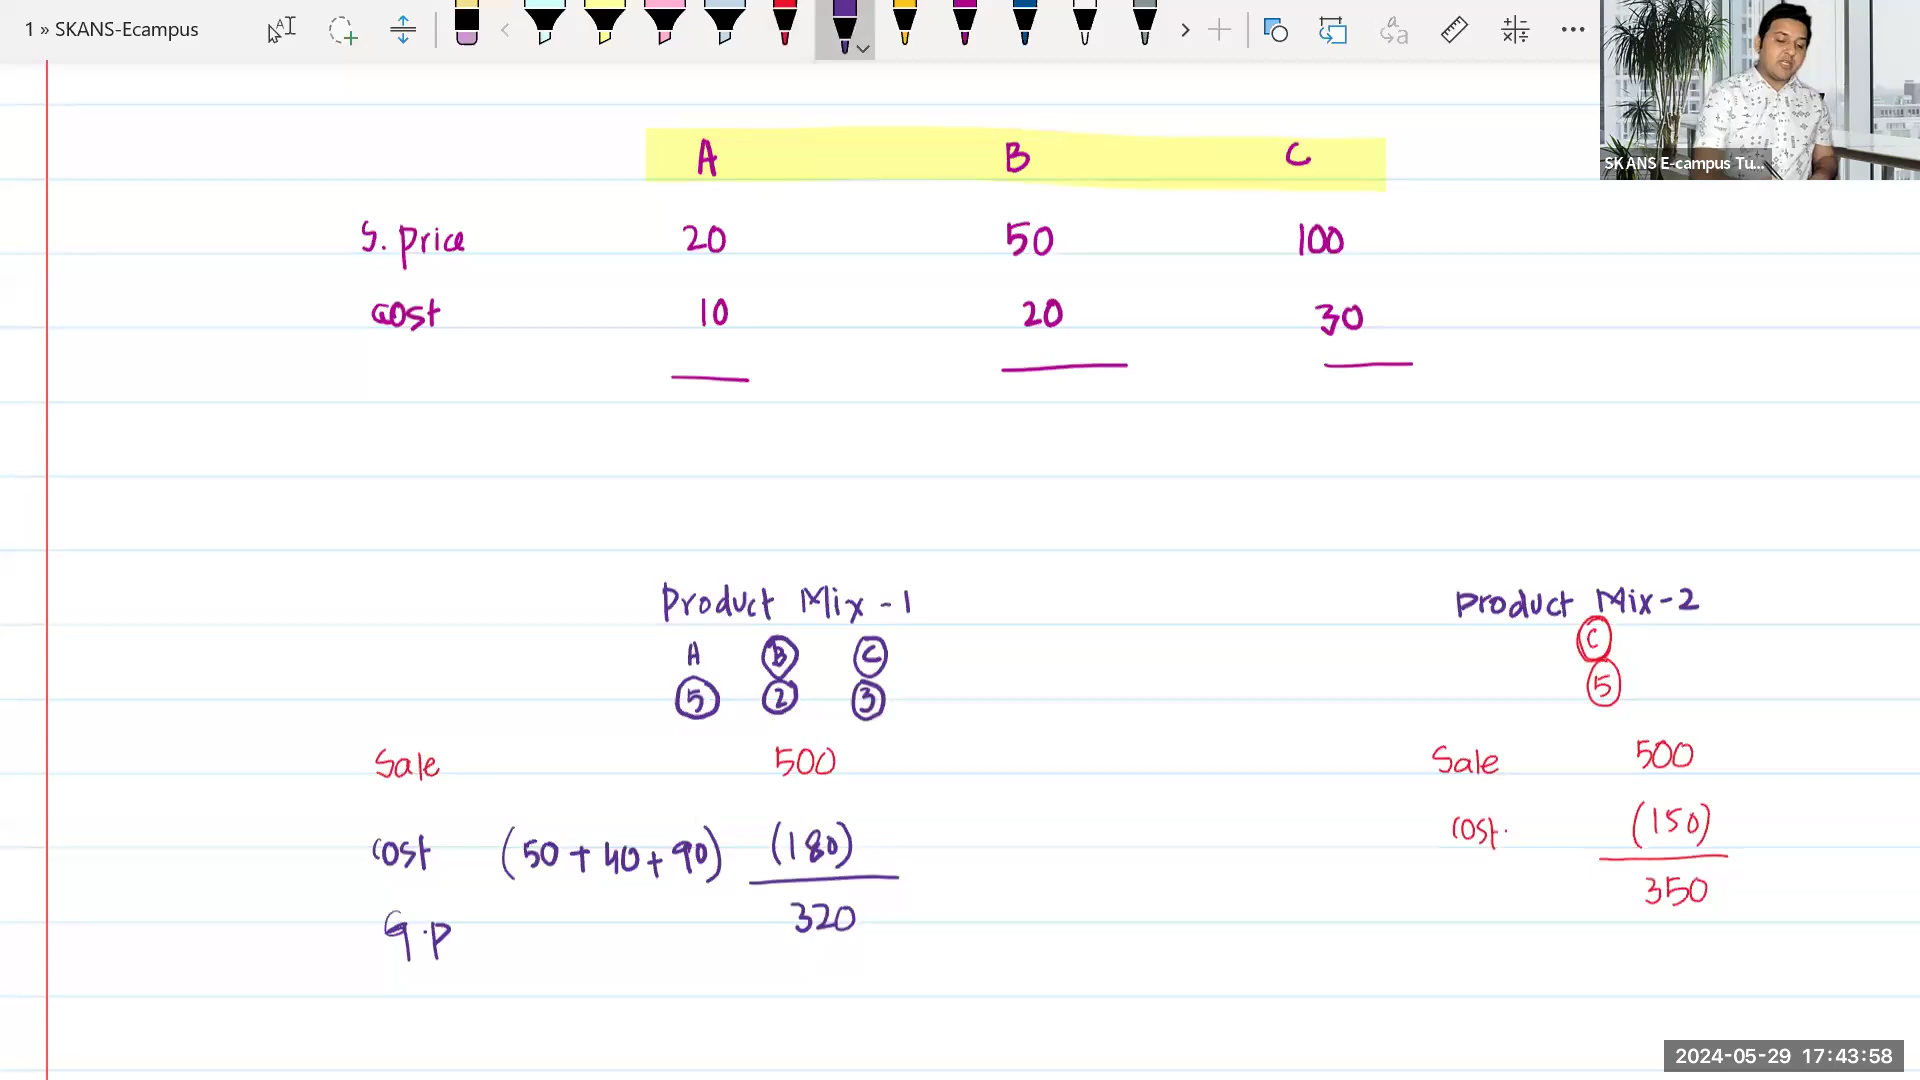 1 » SKANS-Ecampus
SKANS E-campus Tu...
A B C
S. Price 20 50 100
Cost 10 20 30
Product Mix - 1
A B C
5 2 3
Sale 500
Cost (50 + 40 + 90) (180)
G.P 320
Product Mix-2
C
5
Sale 500
Cost. (150)
350
2024-05-29 17:43:58